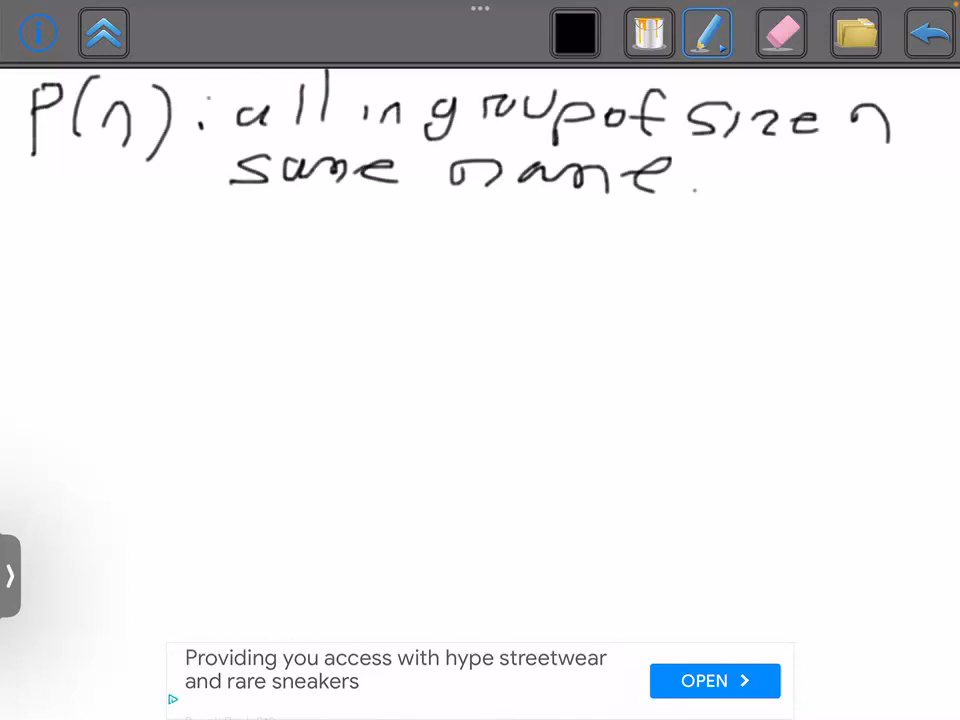 P(n): all in group of size n
same name.
Providing you access with hype streetwear
and rare sneakers
OPEN